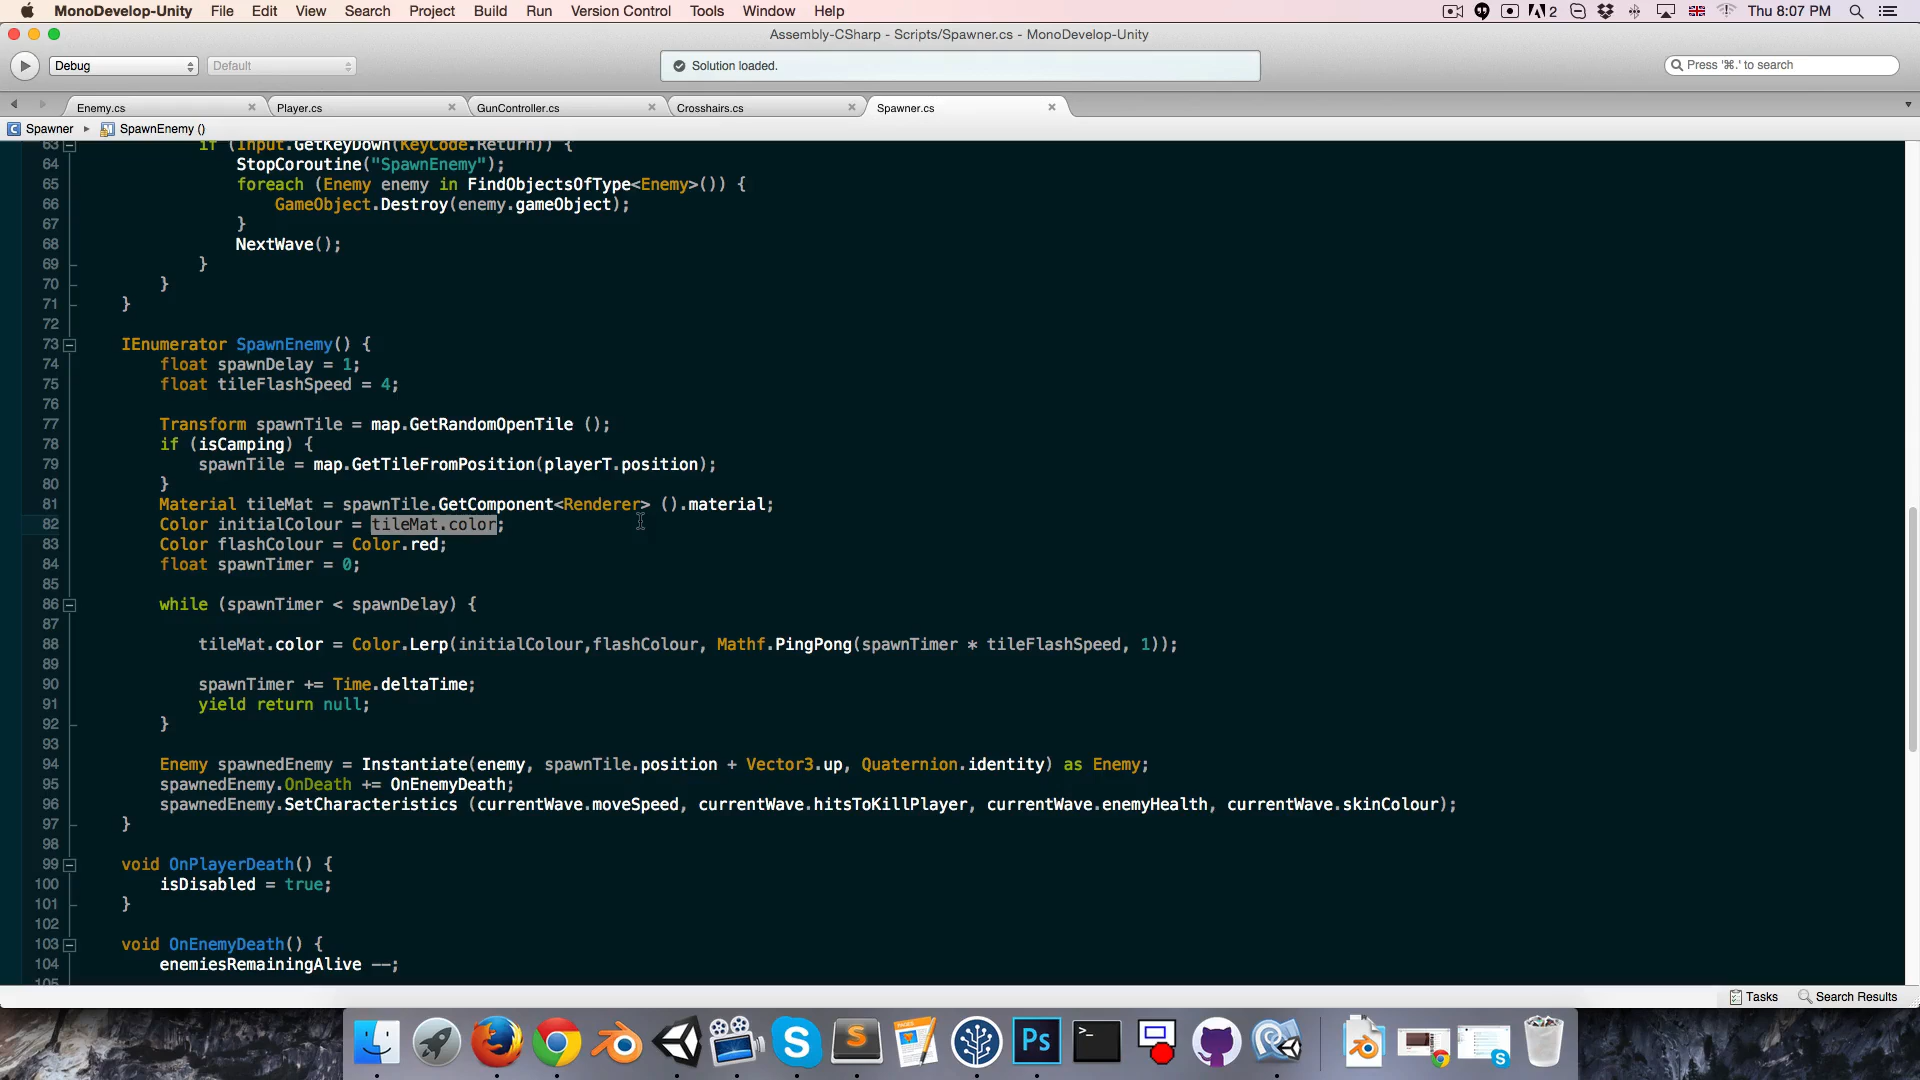 MonoDevelop-Unity File Edit View Search Project Build Run Version Control Tools Window Help 2 Thu 8:07 PM
Assembly-CSharp - Scripts/Spawner.cs - MonoDevelop-Unity
Debug Default Solution loaded. Press '⌘.' to search
Enemy.cs Player.cs GunController.cs Crosshairs.cs Spawner.cs
C Spawner SpawnEnemy ()
63 if (Input.GetKeyDown(KeyCode.Return)) {
64 StopCoroutine("SpawnEnemy");
65 foreach (Enemy enemy in FindObjectsOfType<Enemy>()) {
66 GameObject.Destroy(enemy.gameObject);
67 }
68 NextWave();
69 }
70 }
71 }
72
73 IEnumerator SpawnEnemy() {
74 float spawnDelay = 1;
75 float tileFlashSpeed = 4;
76
77 Transform spawnTile = map.GetRandomOpenTile ();
78 if (isCamping) {
79 spawnTile = map.GetTileFromPosition(playerT.position);
80 }
81 Material tileMat = spawnTile.GetComponent<Renderer> ().material;
82 Color initialColour = tileMat.color;
83 Color flashColour = Color.red;
84 float spawnTimer = 0;
85
86 while (spawnTimer < spawnDelay) {
87
88 tileMat.color = Color.Lerp(initialColour,flashColour, Mathf.PingPong(spawnTimer * tileFlashSpeed, 1));
89
90 spawnTimer += Time.deltaTime;
91 yield return null;
92 }
93
94 Enemy spawnedEnemy = Instantiate(enemy, spawnTile.position + Vector3.up, Quaternion.identity) as Enemy;
95 spawnedEnemy.OnDeath += OnEnemyDeath;
96 spawnedEnemy.SetCharacteristics (currentWave.moveSpeed, currentWave.hitsToKillPlayer, currentWave.enemyHealth, currentWave.skinColour);
97 }
98
99 void OnPlayerDeath() {
100 isDisabled = true;
101 }
102
103 void OnEnemyDeath() {
104 enemiesRemainingAlive --;
Tasks Search Results
S S Ps >_ S